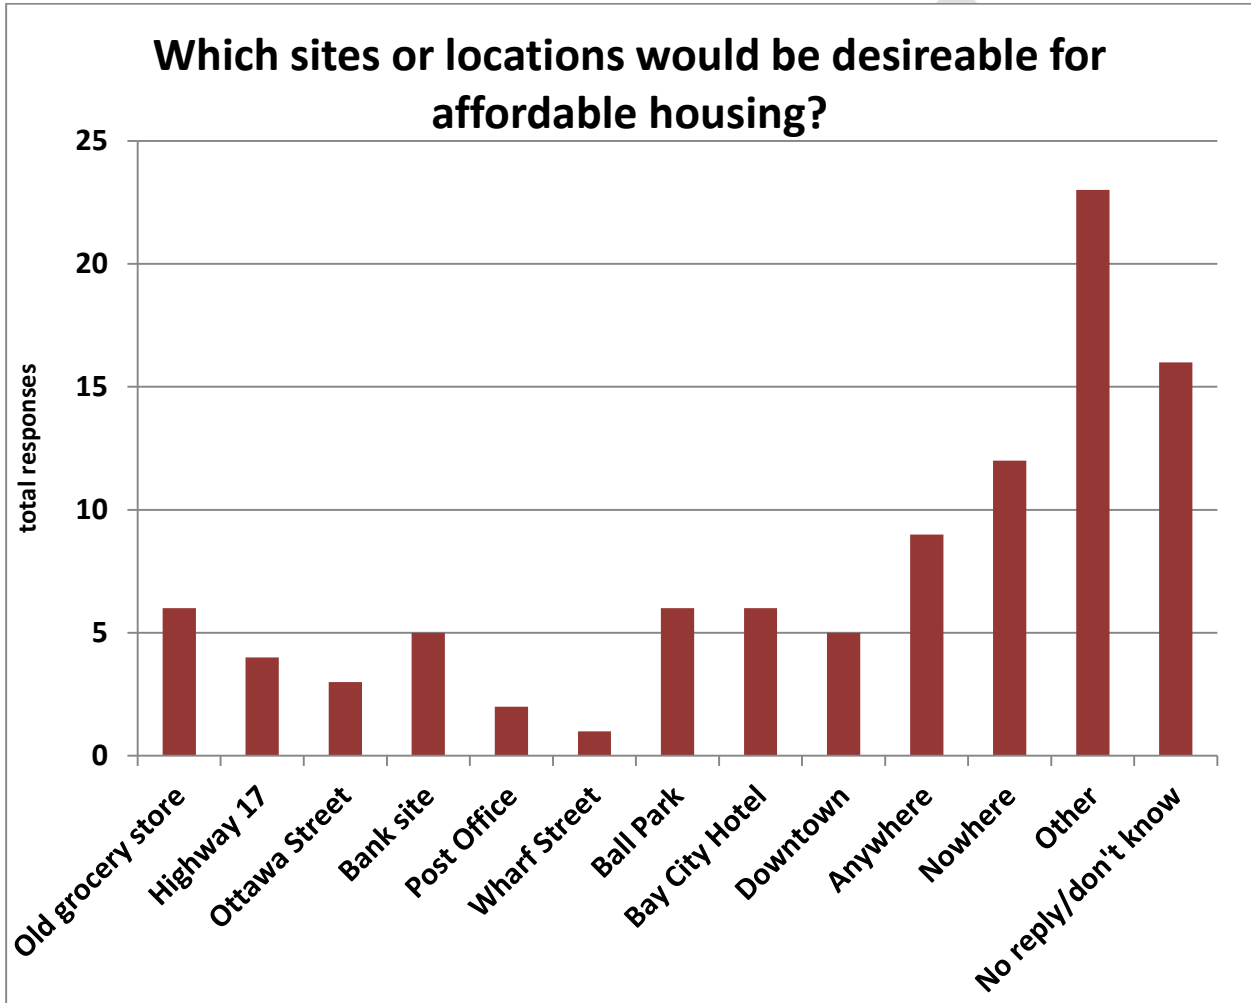 Which sites or locations would be desireable for
affordable housing?
total responses
25
20
15
10
5
0
Old grocery store
Highway 17
Ottawa Street
Bank site
Post Office
Wharf Street
Ball Park
Bay City Hotel
Downtown
Anywhere
Nowhere
Other
No reply/don't know